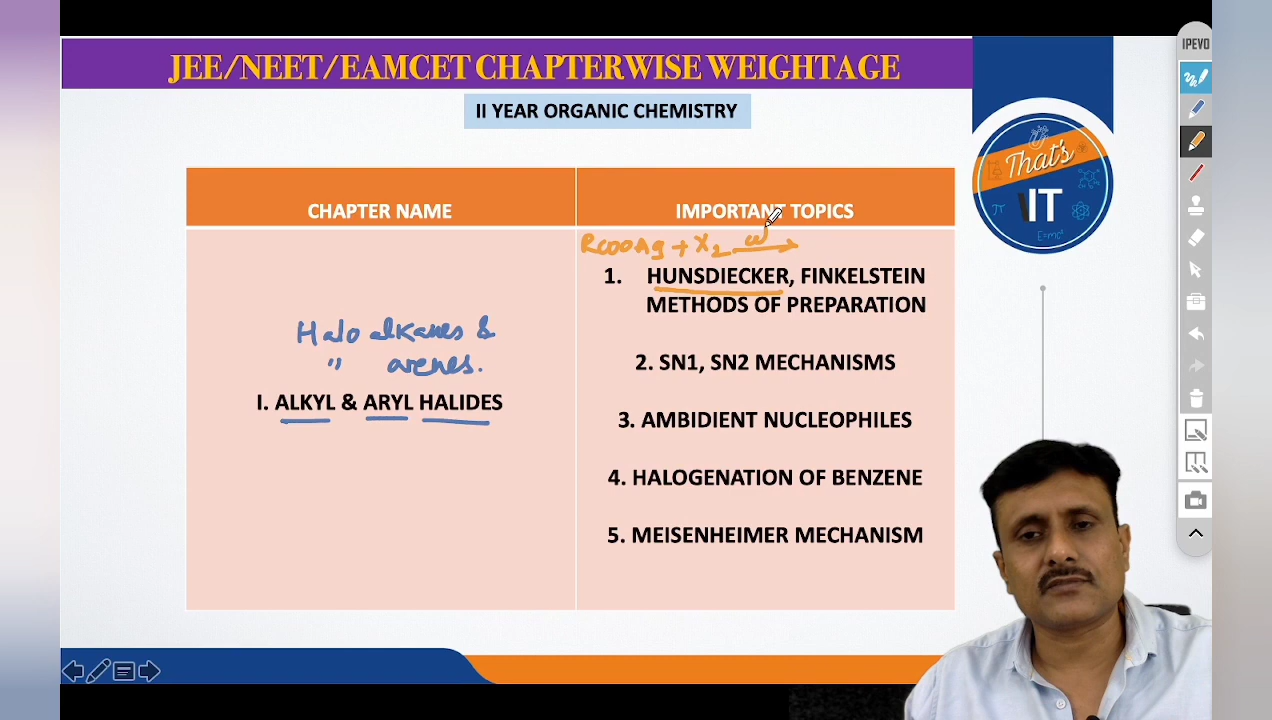 IPEVO
JEE/NEET/EAMCET CHAPTERWISE WEIGHTAGE
II YEAR ORGANIC CHEMISTRY
That's
IT
E=mc²
CHAPTER NAME
IMPORTANT TOPICS
Halo alkanes &
" arenes.
I. ALKYL & ARYL HALIDES
RCOOAg + X2
1. HUNSDIECKER, FINKELSTEIN
METHODS OF PREPARATION
2. SN1, SN2 MECHANISMS
3. AMBIDIENT NUCLEOPHILES
4. HALOGENATION OF BENZENE
5. MEISENHEIMER MECHANISM